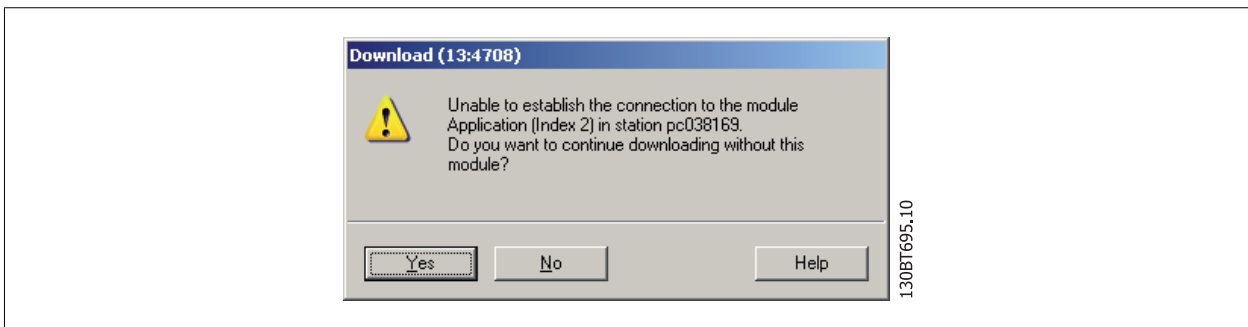 Download (13:4708)
Unable to establish the connection to the module
Application (Index 2) in station pc038169.
Do you want to continue downloading without this
module?
Yes
No
Help
130BT695.10